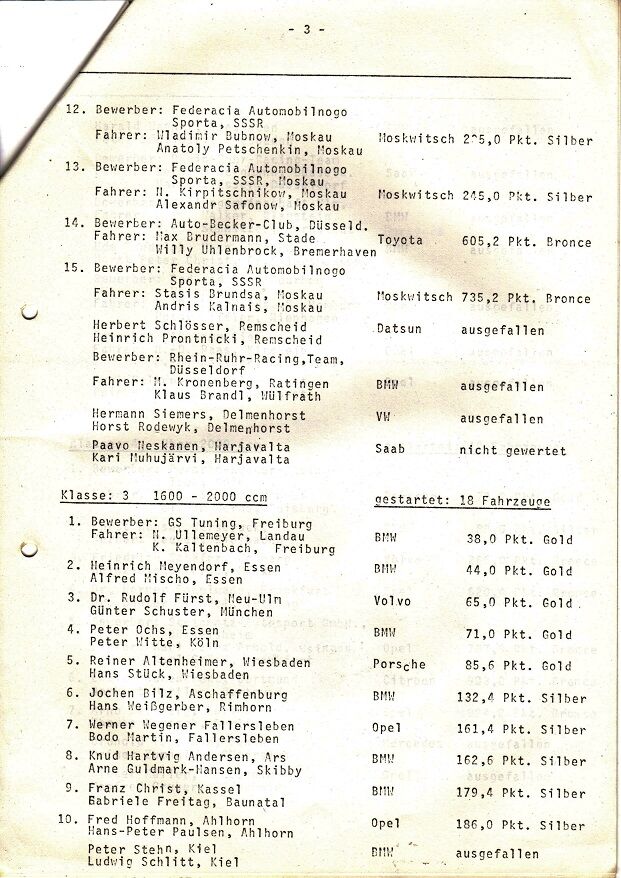 - 3 -
12. Bewerber: Federacia Automobilnogo
Sporta, SSSR
Fahrer: Wladimir Bubnow, Moskau Moskwitsch Pkt. Silber
Anatoly Petschenkin, Moskau
13. Bewerber: Federacia Automobilnogo
Sporta, SSSR, Moskau
Fahrer: N. Kirpitschnikow, Moskau Moskwitsch 245,0 Pkt. Silber
Alexandr Safonow, Moskau
14. Bewerber: Auto-Becker-Club, Düsseld.
Fahrer: Max Brudermann, Stade Toyota 605,2 Pkt. Bronce
Willy Uhlenbrock, Bremerhaven
15. Bewerber: Federacia Automobilnogo
Sporta, SSSR
Fahrer: Stasis Brundsa, Moskau Moskwitsch 735,2 Pkt. Bronce
Andris Kalnais, Moskau
Herbert Schlösser, Remscheid Datsun ausgefallen
Heinrich Prontnicki, Remscheid
Bewerber: Rhein-Ruhr-Racing,Team,
Düsseldorf
Fahrer: M. Kronenberg, Ratingen BMW ausgefallen
Klaus Brandl, Wülfrath
Hermann Siemers, Delmenhorst VW ausgefallen
Horst Rodewyk, Delmenhorst
Paavo Neskanen, Harjavalta Saab nicht gewertet
Kari Muhujärvi, Harjavalta
Klasse: 3 1600 - 2000 ccm gestartet: 18 Fahrzeuge
1. Bewerber: GS Tuning, Freiburg
Fahrer: N. Ullemeyer, Landau BMW 38,0 Pkt. Gold
K. Kaltenbach, Freiburg
2. Heinrich Meyendorf, Essen BMW 44,0 Pkt. Gold
Alfred Mischo, Essen
3. Dr. Rudolf Fürst, Neu-Ulm Volvo 65,0 Pkt. Gold
Günter Schuster, München
4. Peter Ochs, Essen BMW 71,0 Pkt. Gold
Peter Witte, Köln
5. Reiner Altenheimer, Wiesbaden Porsche 85,6 Pkt. Gold
Hans Stück, Wiesbaden
6. Jochen Bilz, Aschaffenburg BMW 132,4 Pkt. Silber
Hans Weißgerber, Rimhorn
7. Werner Wegener Fallersleben Opel 161,4 Pkt. Silber
Bodo Martin, Fallersleben
8. Knud Hartvig Andersen, Ars BMW 162,6 Pkt. Silber
Arne Guldmark-Hansen, Skibby
9. Franz Christ, Kassel BMW 179,4 Pkt. Silber
Gabriele Freitag, Baunatal
10. Fred Hoffmann, Ahlhorn Opel 186,0 Pkt. Silber
Hans-Peter Paulsen, Ahlhorn
Peter Stehn, Kiel BMW ausgefallen
Ludwig Schlitt, Kiel